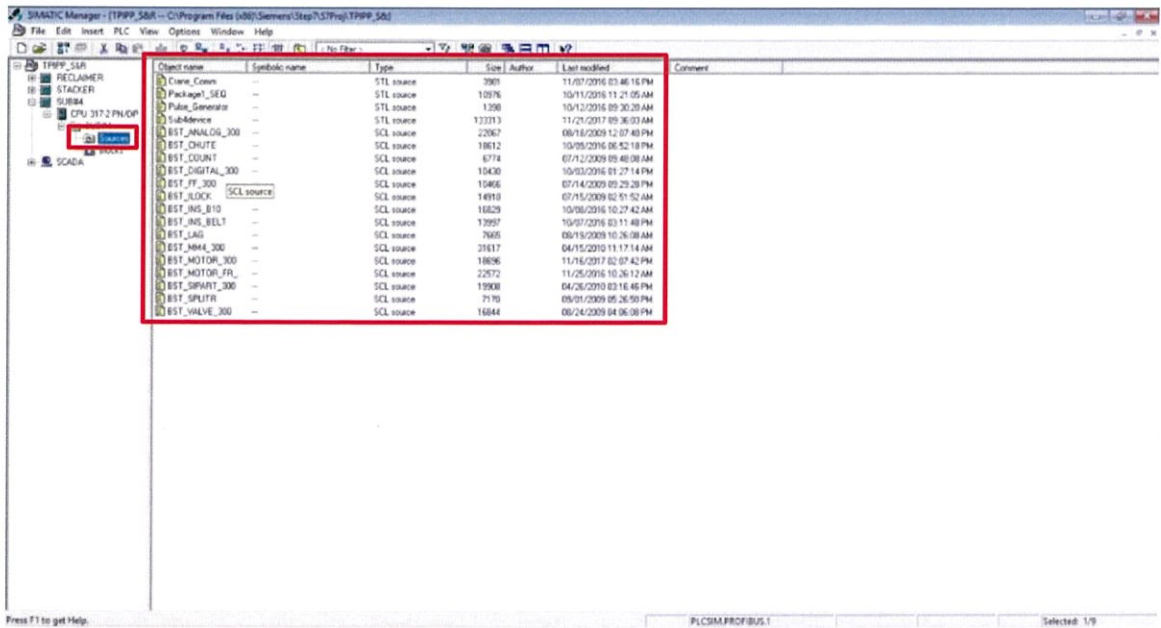 SIMATIC Manager - [TPIPP_S&R -- C:\Program Files (x86)\Siemens\Step7\S7Proj\TPIPP_S&r]
File Edit Insert PLC View Options Window Help
< No Filter >
TPIPP_S&R
RECLAIMER
STACKER
SUB#4
CPU 317-2 PN/DP
Sources
SCADA
Object name Symbolic name Type Size Author Last modified Comment
Crane_Comm -- STL source 3981 11/07/2016 03:46:16 PM
Package1_SEQ -- STL source 10976 10/11/2016 11:21:05 AM
Pulse_Generator -- STL source 1398 10/12/2016 09:30:20 AM
Sub4device -- STL source 133313 11/21/2017 09:36:03 AM
BST_ANALOG_300 -- SCL source 22067 08/18/2009 12:07:40 PM
BST_CHUTE -- SCL source 18612 10/09/2016 06:52:18 PM
BST_COUNT -- SCL source 6774 07/12/2009 09:48:08 AM
BST_DIGITAL_300 -- SCL source 10430 10/03/2016 01:27:14 PM
BST_FF_300 SCL source 10466 07/14/2009 09:29:28 PM
BST_ILOCK SCL source 14910 07/15/2009 02:51:52 AM
SCL source
BST_INS_B10 -- SCL source 16829 10/08/2016 10:27:42 AM
BST_INS_BELT -- SCL source 13997 10/07/2016 03:11:48 PM
BST_LAG -- SCL source 7665 08/19/2009 10:26:08 AM
BST_MM4_300 -- SCL source 31617 04/15/2010 11:17:14 AM
BST_MOTOR_300 -- SCL source 18696 11/16/2017 02:07:42 PM
BST_MOTOR_FR_ -- SCL source 22572 11/25/2016 10:26:12 AM
BST_SIPART_300 -- SCL source 19908 04/26/2010 03:16:46 PM
BST_SPLITR -- SCL source 7170 09/01/2009 05:26:50 PM
BST_VALVE_300 -- SCL source 16844 08/24/2009 04:06:08 PM
Press F1 to get Help. PLCSIM.PROFIBUS.1 Selected: 1/9